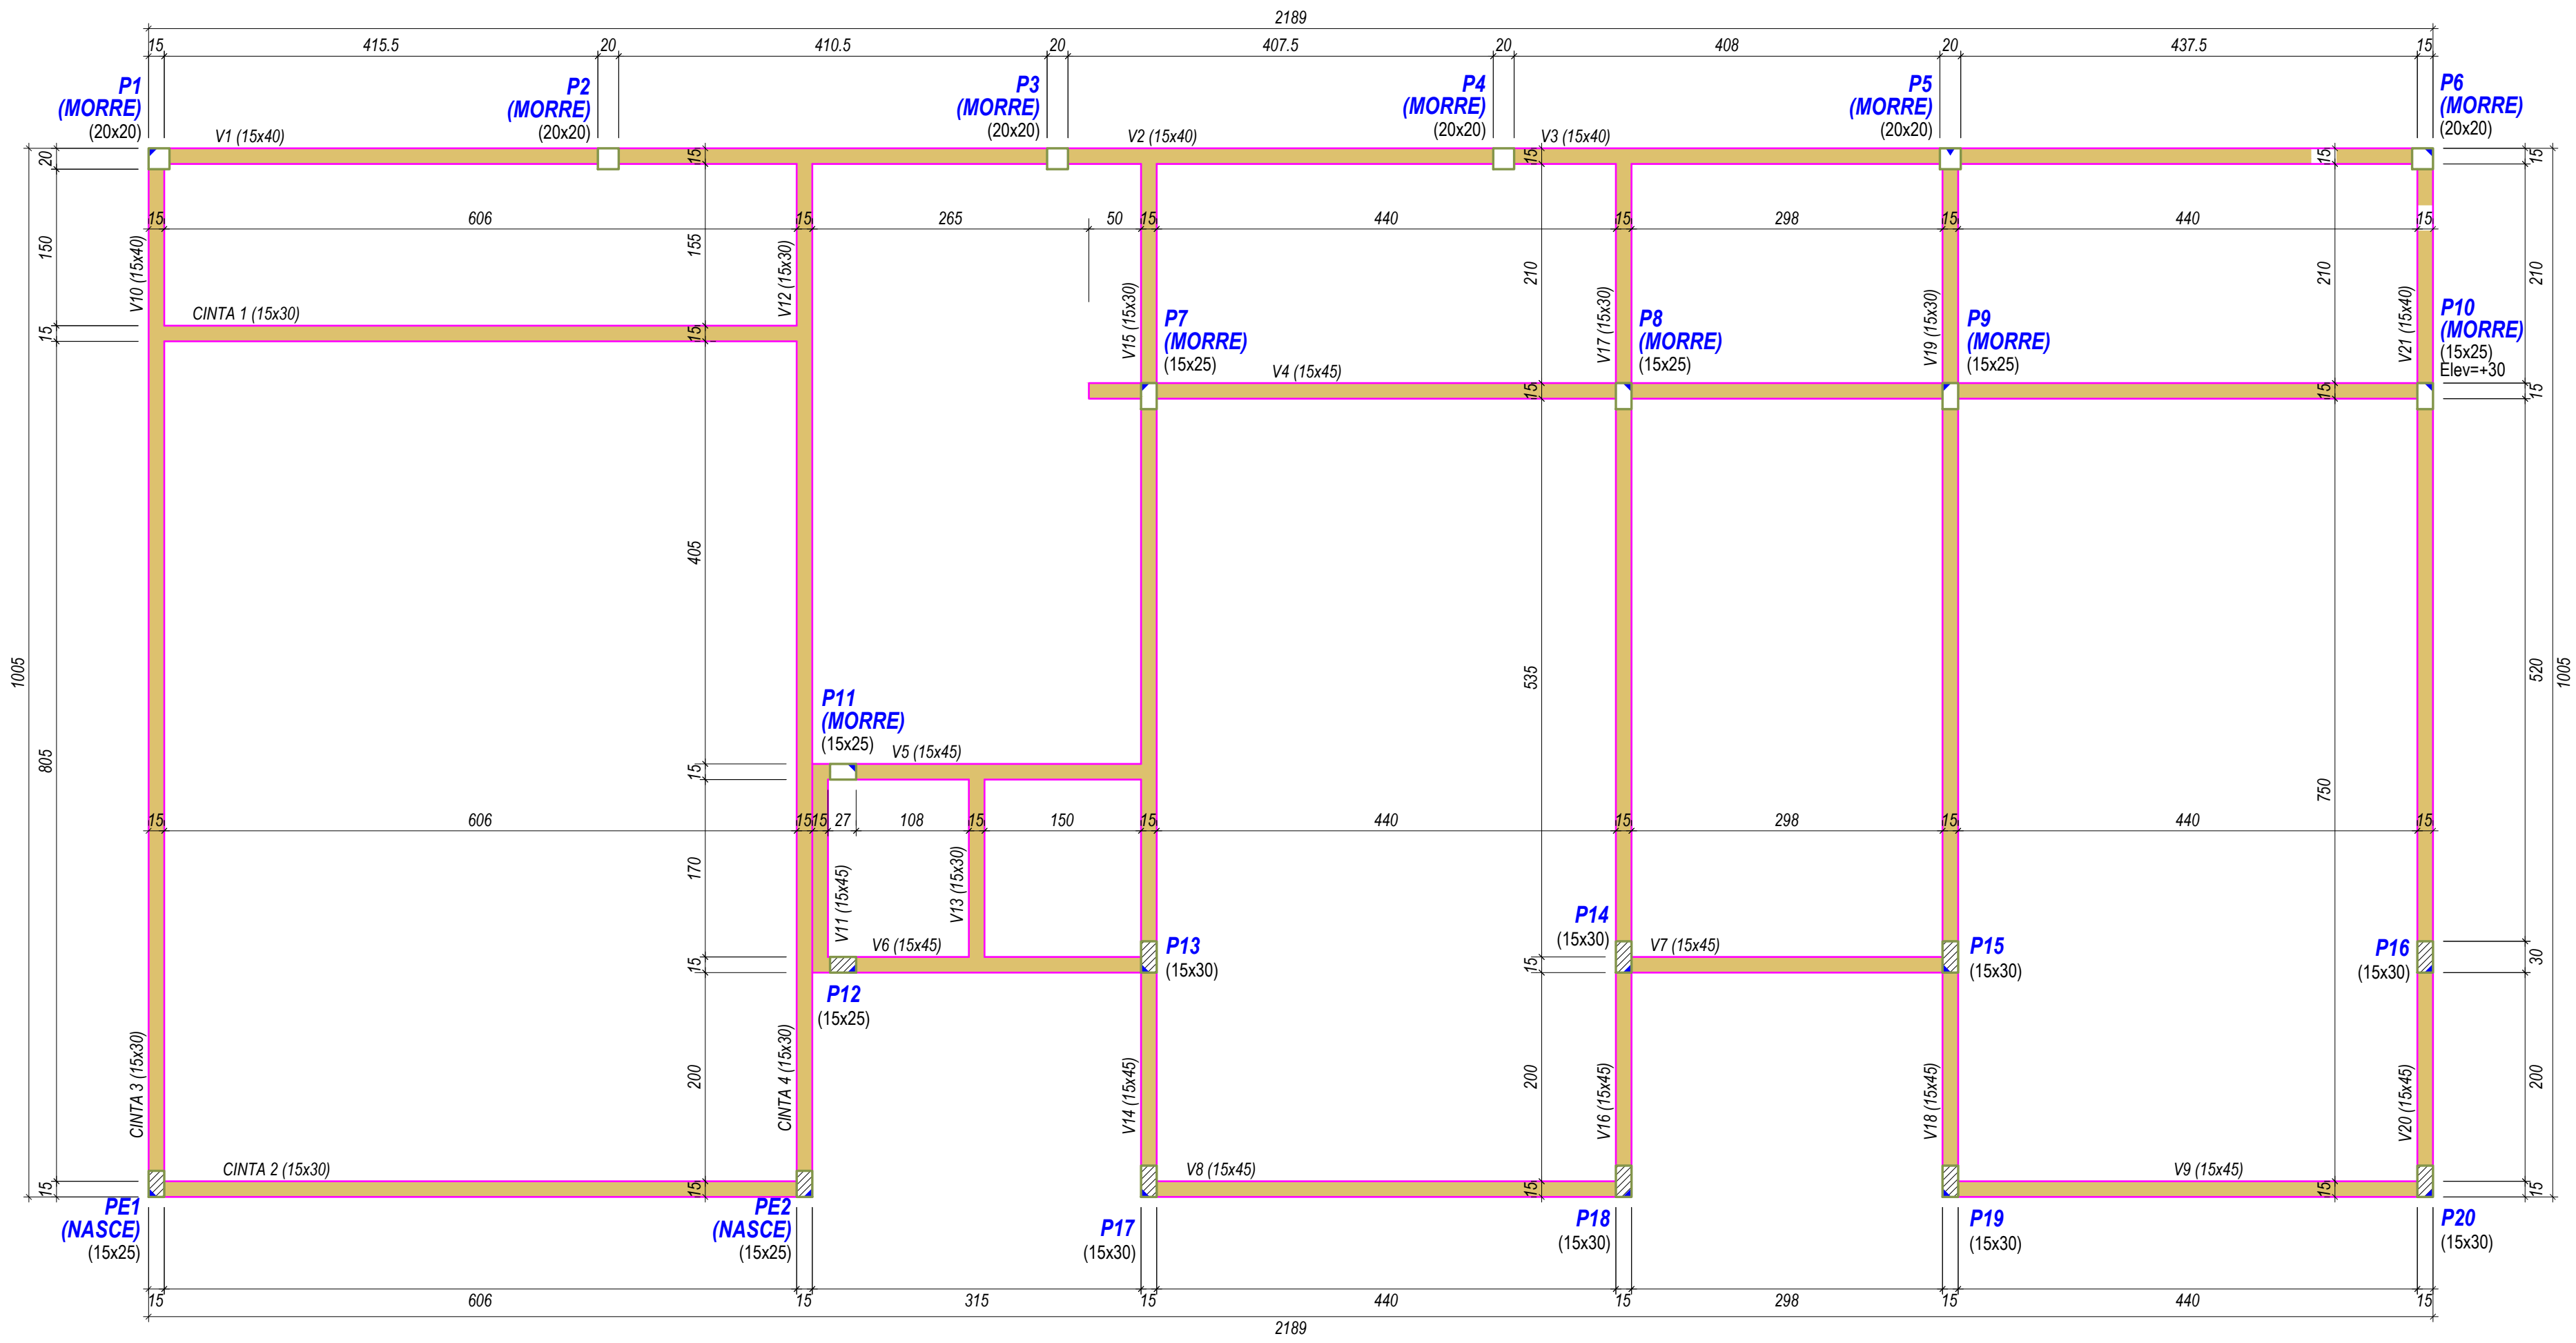 2189
15 415.5 20 410.5 20 407.5 20 408 20 437.5 15
P1
(MORRE)
(20x20)
P2
(MORRE)
(20x20)
P3
(MORRE)
(20x20)
P4
(MORRE)
(20x20)
P5
(MORRE)
(20x20)
P6
(MORRE)
(20x20)
V1 (15x40)
V2 (15x40)
V3 (15x40)
20
15
15
15
15
15 606 15 265 50 15 440 15 298 15 440 15
150
V10 (15x40)
155
V12 (15x30)
V15 (15x30)
210
V17 (15x30)
V19 (15x30)
210
V21 (15x40)
210
CINTA 1 (15x30)
15
15
P7
(MORRE)
(15x25)
P8
(MORRE)
(15x25)
P9
(MORRE)
(15x25)
P10
(MORRE)
(15x25)
Elev=+30
V4 (15x45)
15
15
15
405
1005
805
535
520
1005
750
P11
(MORRE)
(15x25)
V5 (15x45)
15
15 606 15 15 27 108 15 150 15 440 15 298 15 440 15
170
V11 (15x45)
V13 (15x30)
V6 (15x45)
15
P12
(15x25)
P13
(15x30)
P14
(15x30)
V7 (15x45)
15
P15
(15x30)
P16
(15x30)
30
CINTA 3 (15x30)
200
CINTA 4 (15x30)
V14 (15x45)
200
V16 (15x45)
V18 (15x45)
V20 (15x45)
200
CINTA 2 (15x30)
V8 (15x45)
V9 (15x45)
15
15
15
15
15
PE1
(NASCE)
(15x25)
PE2
(NASCE)
(15x25)
P17
(15x30)
P18
(15x30)
P19
(15x30)
P20
(15x30)
15 606 15 315 15 440 15 298 15 440 15
2189